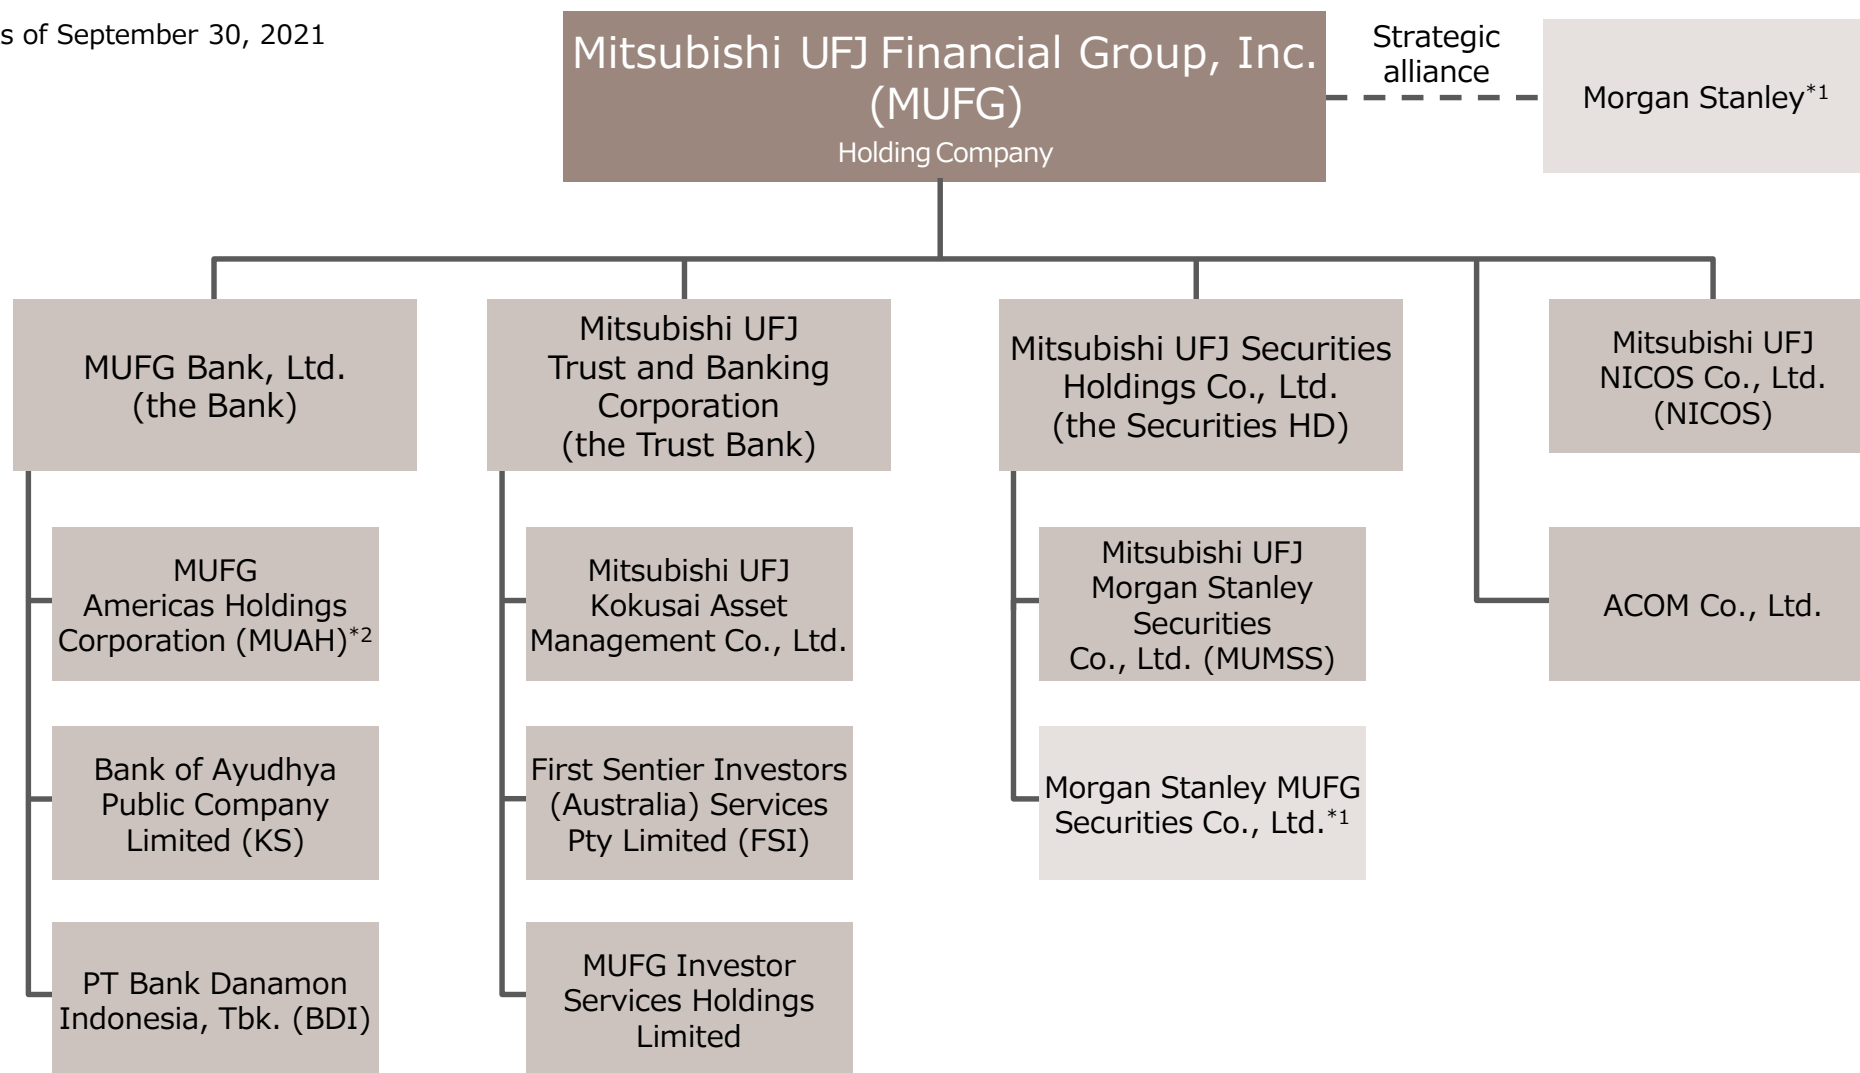 s of September 30, 2021
Mitsubishi UFJ Financial Group, Inc.
(MUFG)
Holding Company
Strategic
alliance
Morgan Stanley*1
MUFG Bank, Ltd.
(the Bank)
Mitsubishi UFJ
Trust and Banking
Corporation
(the Trust Bank)
Mitsubishi UFJ Securities
Holdings Co., Ltd.
(the Securities HD)
Mitsubishi UFJ
NICOS Co., Ltd.
(NICOS)
MUFG
Americas Holdings
Corporation (MUAH)*2
Mitsubishi UFJ
Kokusai Asset
Management Co., Ltd.
Mitsubishi UFJ
Morgan Stanley
Securities
Co., Ltd. (MUMSS)
ACOM Co., Ltd.
Bank of Ayudhya
Public Company
Limited (KS)
First Sentier Investors
(Australia) Services
Pty Limited (FSI)
Morgan Stanley MUFG
Securities Co., Ltd.*1
PT Bank Danamon
Indonesia, Tbk. (BDI)
MUFG Investor
Services Holdings
Limited